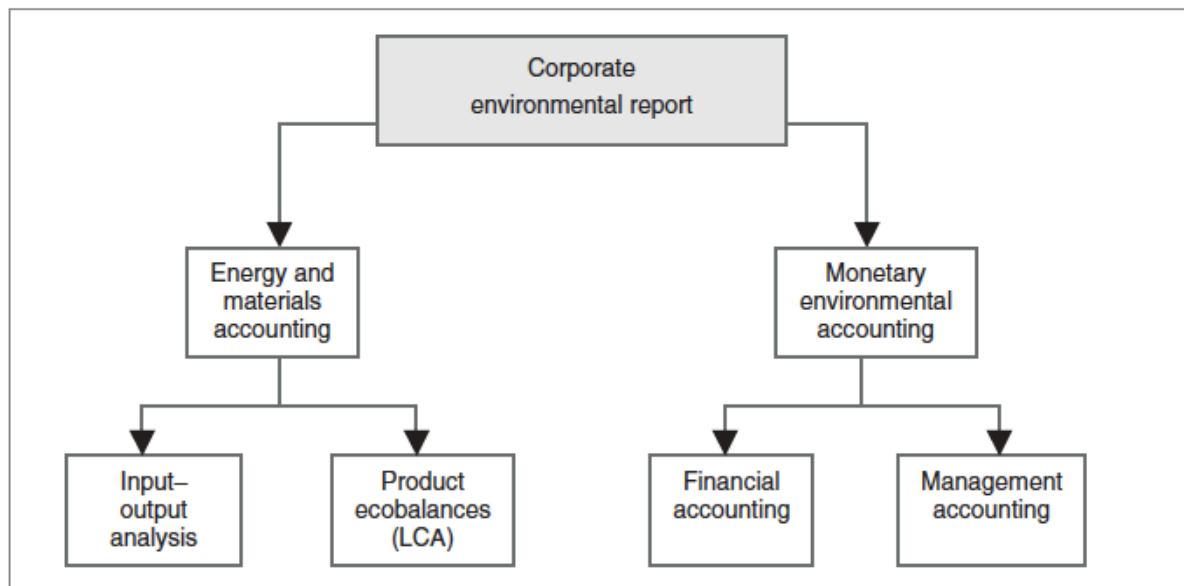 Corporate
environmental report
Energy and
materials
accounting
Monetary
environmental
accounting
Input–
output
analysis
Product
ecobalances
(LCA)
Financial
accounting
Management
accounting